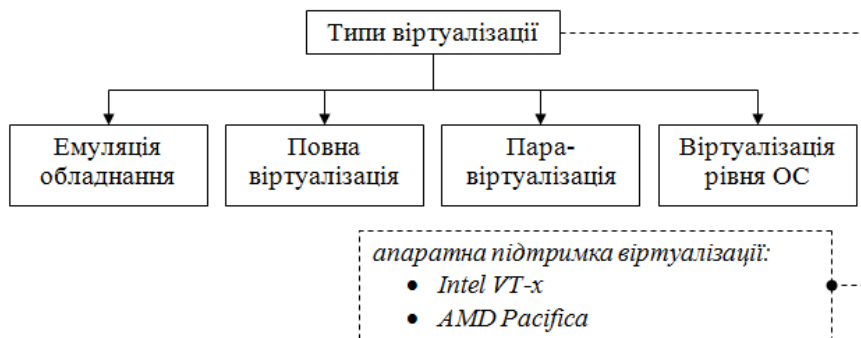 Типи віртуалізації
Емуляція
обладнання
Повна
віртуалізація
Пара-
віртуалізація
Віртуалізація
рівня ОС
апаратна підтримка віртуалізації:
• Intel VT-x
• AMD Pacifica